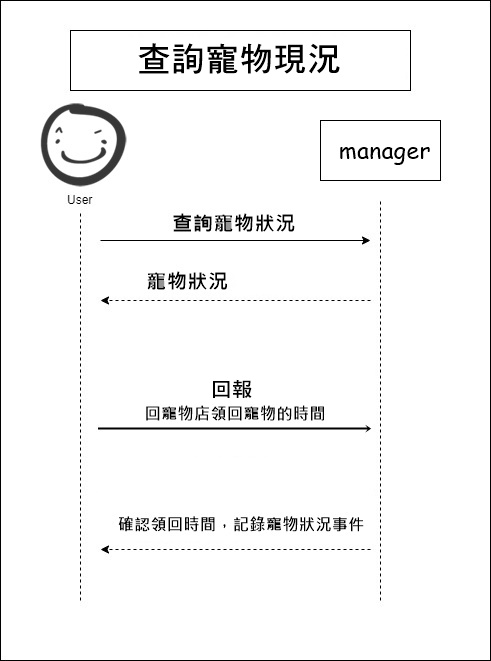 查詢寵物現況
manager
User
查詢寵物狀況
寵物狀況
回報
回寵物店領回寵物的時間
確認領回時間，記錄寵物狀況事件